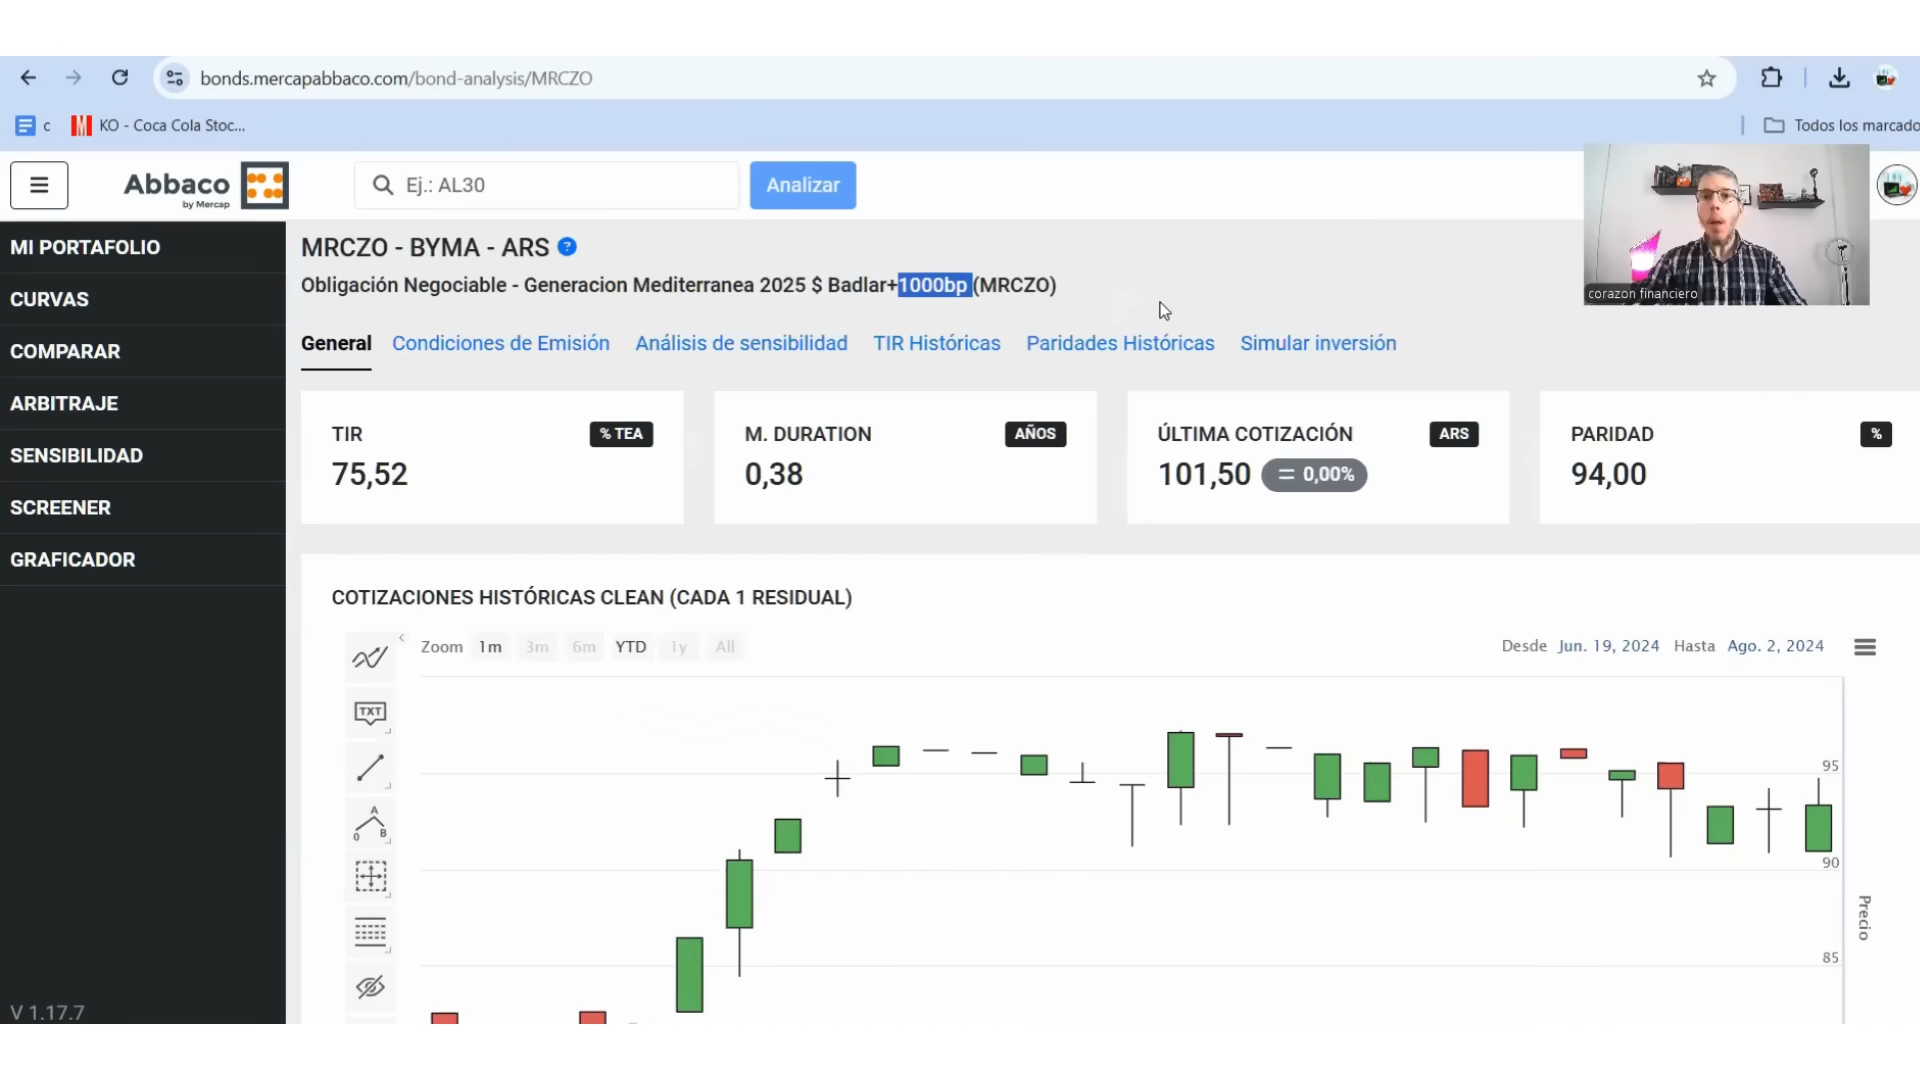 bonds.mercapabbaco.com/bond-analysis/MRCZO
c
KO - Coca Cola Stoc...
Todos los marcado
Abbaco
by Mercap
Ej.: AL30
Analizar
corazon financiero
MI PORTAFOLIO
CURVAS
COMPARAR
ARBITRAJE
SENSIBILIDAD
SCREENER
GRAFICADOR
V 1.17.7
MRCZO - BYMA - ARS ?
Obligación Negociable - Generacion Mediterranea 2025 $ Badlar+1000bp (MRCZO)
General Condiciones de Emisión Análisis de sensibilidad TIR Históricas Paridades Históricas Simular inversión
TIR % TEA
75,52
M. DURATION AÑOS
0,38
ÚLTIMA COTIZACIÓN ARS
101,50 = 0,00%
PARIDAD %
94,00
COTIZACIONES HISTÓRICAS CLEAN (CADA 1 RESIDUAL)
Zoom 1m 3m 6m YTD 1y All
Desde Jun. 19, 2024 Hasta Ago. 2, 2024
TXT
A
0 B
95
90
85
Precio